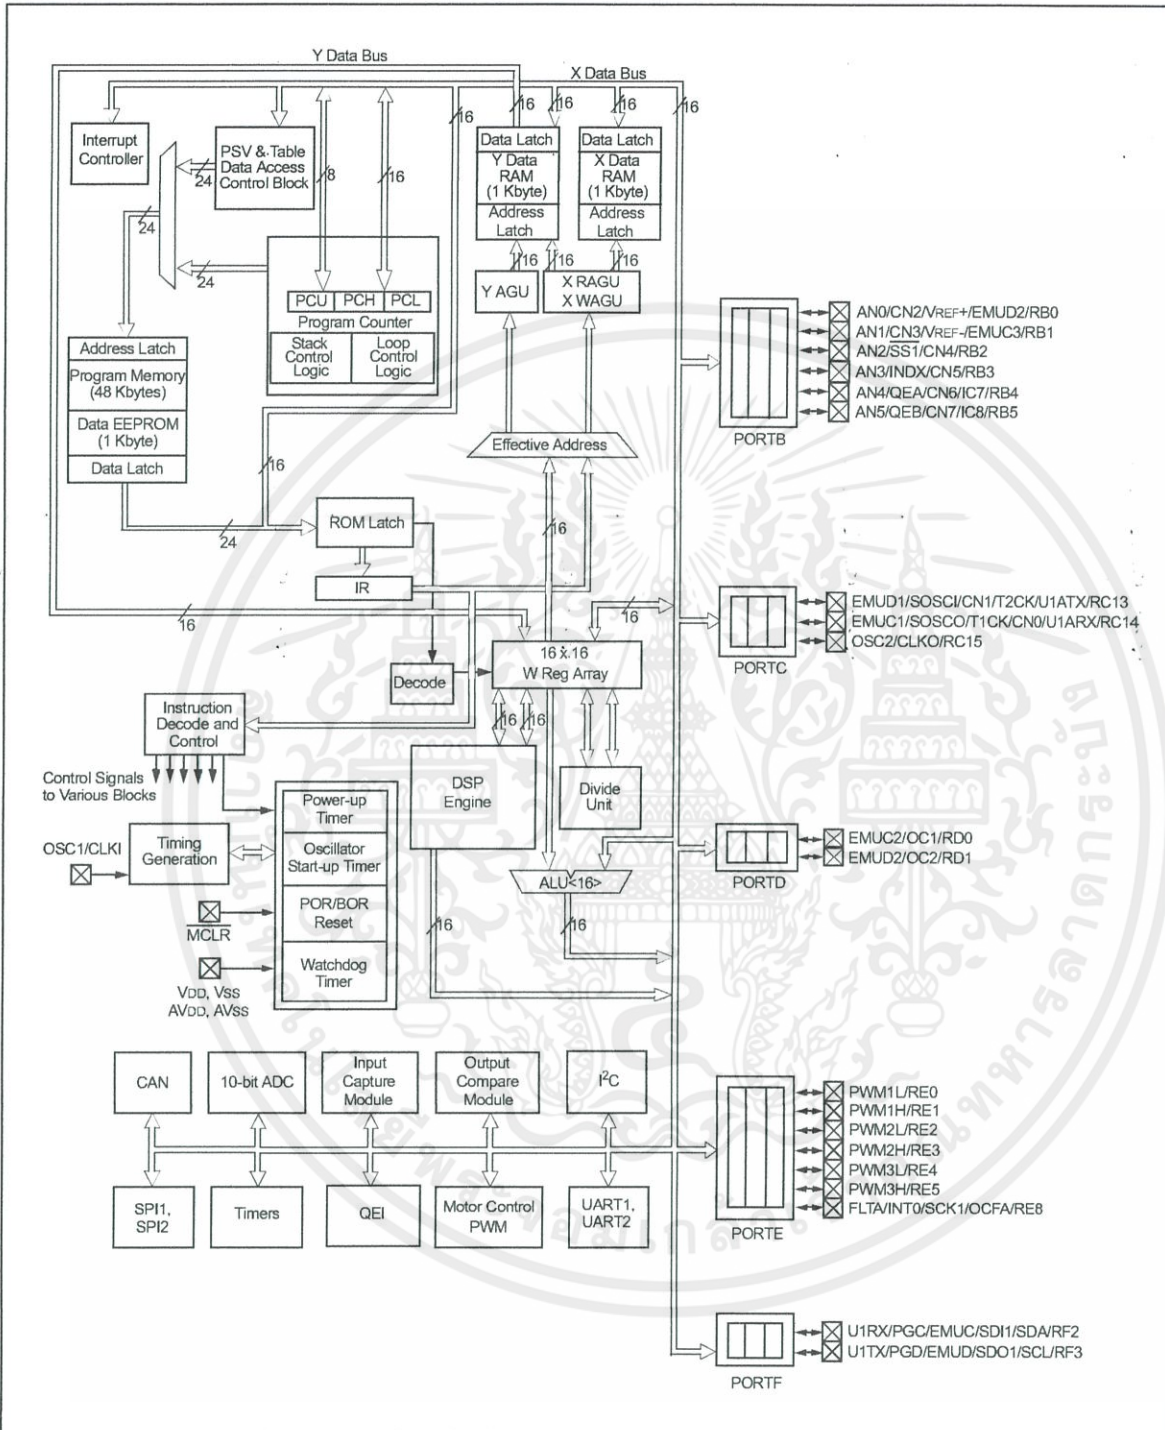 Y Data Bus
X Data Bus
16
16
16
16
16
Interrupt
Controller
PSV & Table
Data Access
Control Block
24
8
16
24
24
Data Latch
Y Data
RAM
(1 Kbyte)
Address
Latch
Data Latch
X Data
RAM
(1 Kbyte)
Address
Latch
16
16
16
Y AGU
X RAGU
X WAGU
PCU
PCH
PCL
Program Counter
Stack
Control
Logic
Loop
Control
Logic
Address Latch
Program Memory
(48 Kbytes)
Data EEPROM
(1 Kbyte)
Data Latch
Effective Address
16
24
ROM Latch
16
IR
16
16
16 x 16
W Reg Array
Decode
Instruction
Decode and
Control
16
16
DSP
Engine
Divide
Unit
Control Signals
to Various Blocks
Power-up
Timer
OSC1/CLKI
Timing
Generation
Oscillator
Start-up Timer
ALU<16>
POR/BOR
Reset
MCLR
16
16
Watchdog
Timer
VDD, VSS
AVDD, AVSS
CAN
10-bit ADC
Input
Capture
Module
Output
Compare
Module
I²C
SPI1,
SPI2
Timers
QEI
Motor Control
PWM
UART1,
UART2
AN0/CN2/VREF+/EMUD2/RB0
AN1/CN3/VREF-/EMUC3/RB1
AN2/SS1/CN4/RB2
AN3/INDX/CN5/RB3
AN4/QEA/CN6/IC7/RB4
AN5/QEB/CN7/IC8/RB5
PORTB
EMUD1/SOSCI/CN1/T2CK/U1ATX/RC13
EMUC1/SOSCO/T1CK/CN0/U1ARX/RC14
OSC2/CLKO/RC15
PORTC
EMUC2/OC1/RD0
EMUD2/OC2/RD1
PORTD
PWM1L/RE0
PWM1H/RE1
PWM2L/RE2
PWM2H/RE3
PWM3L/RE4
PWM3H/RE5
FLTA/INT0/SCK1/OCFA/RE8
PORTE
U1RX/PGC/EMUC/SDI1/SDA/RF2
U1TX/PGD/EMUD/SDO1/SCL/RF3
PORTF